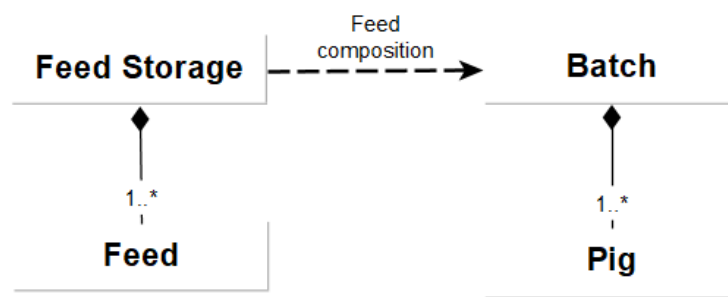 Feed
composition
Feed Storage
Batch
1..*
1..*
Feed
Pig